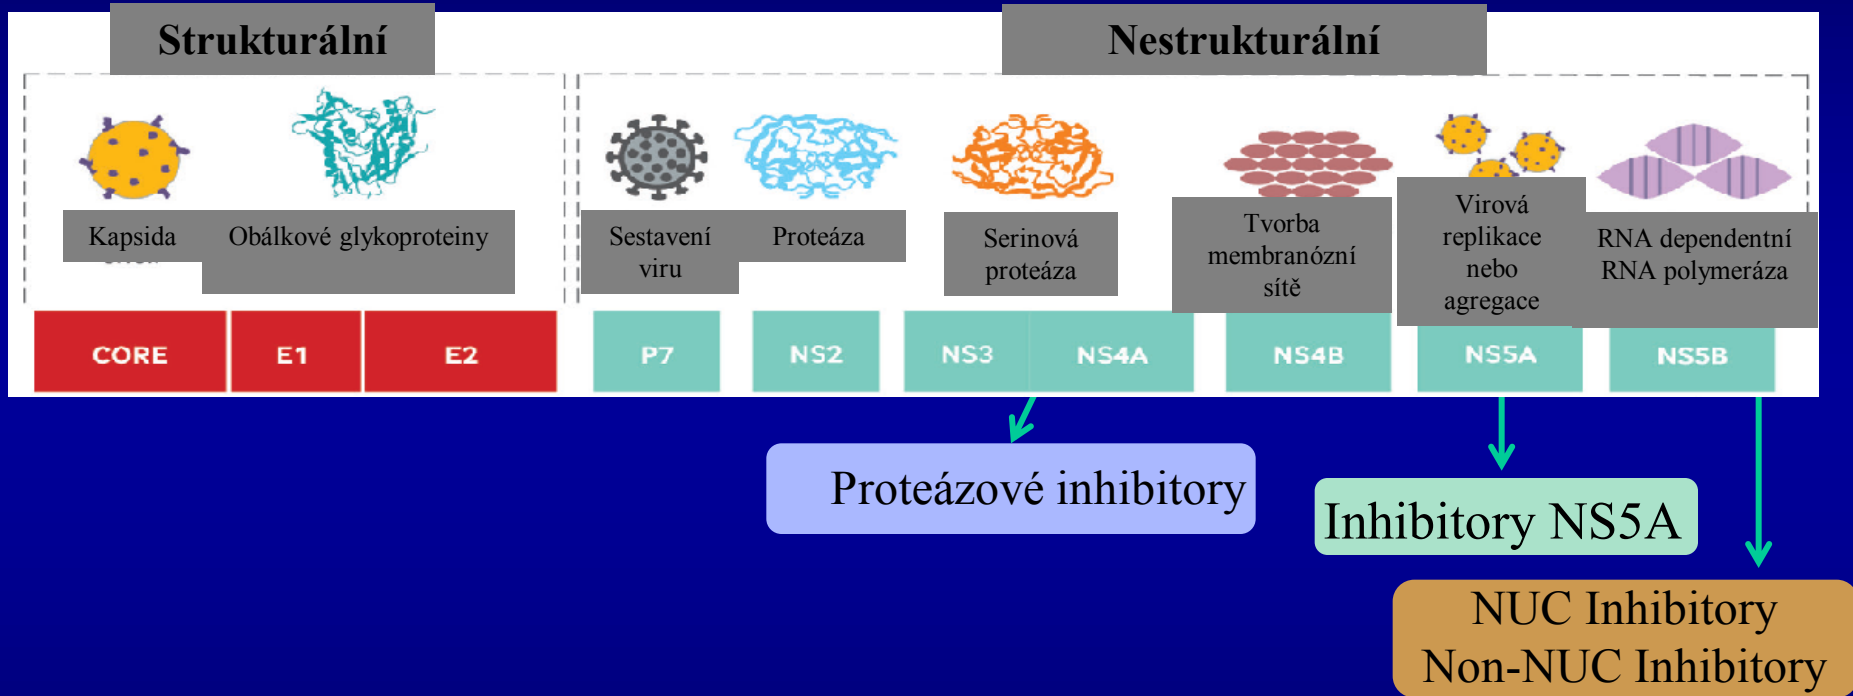 Strukturální
Nestrukturální
Kapsida
Obálkové glykoproteiny
Sestavení
viru
Proteáza
Serinová
proteáza
Tvorba
membranózní
sítě
Virová
replikace
nebo
agregace
RNA dependentní
RNA polymeráza
CORE
E1
E2
P7
NS2
NS3
NS4A
NS4B
NS5A
NS5B
Proteázové inhibitory
Inhibitory NS5A
NUC Inhibitory
Non-NUC Inhibitory